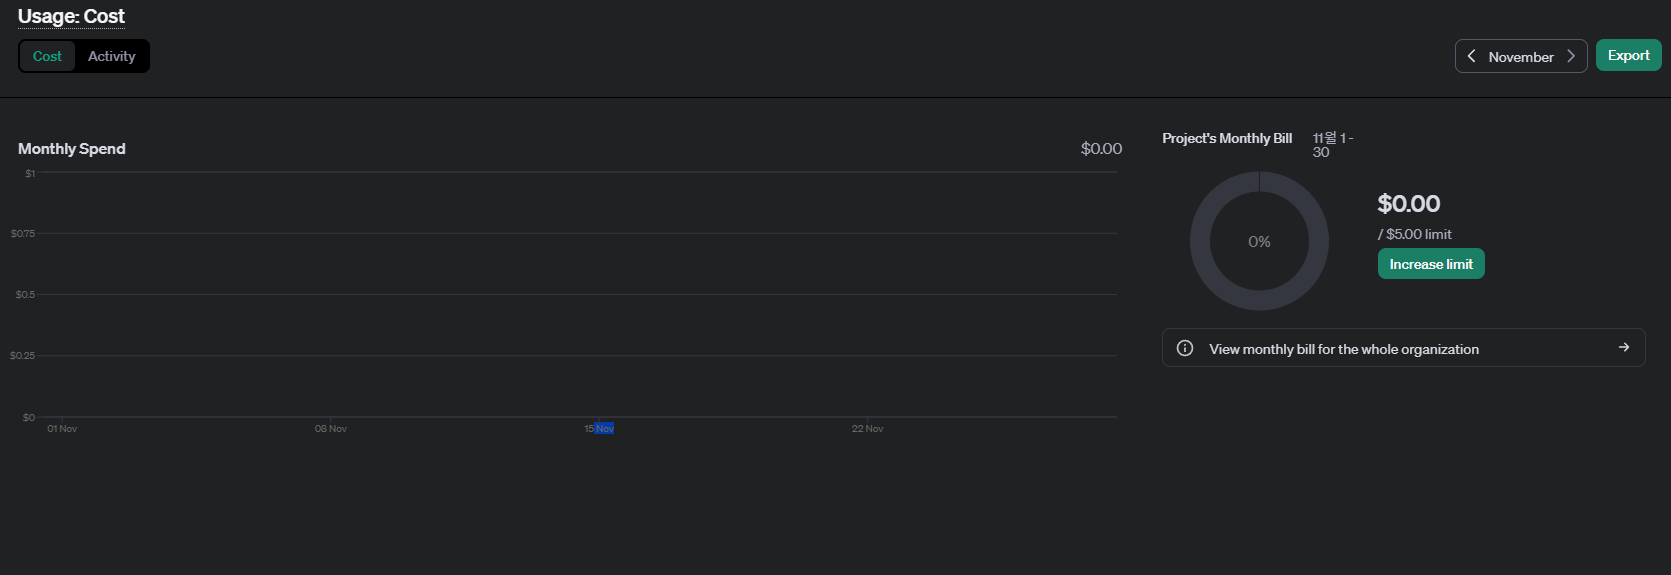 Usage: Cost
Cost Activity
November
Export
Monthly Spend
$0.00
$1
$0.75
$0.5
$0.25
$0
01 Nov
08 Nov
15 Nov
22 Nov
Project's Monthly Bill
11월 1 -
30
0%
$0.00
/ $5.00 limit
Increase limit
View monthly bill for the whole organization